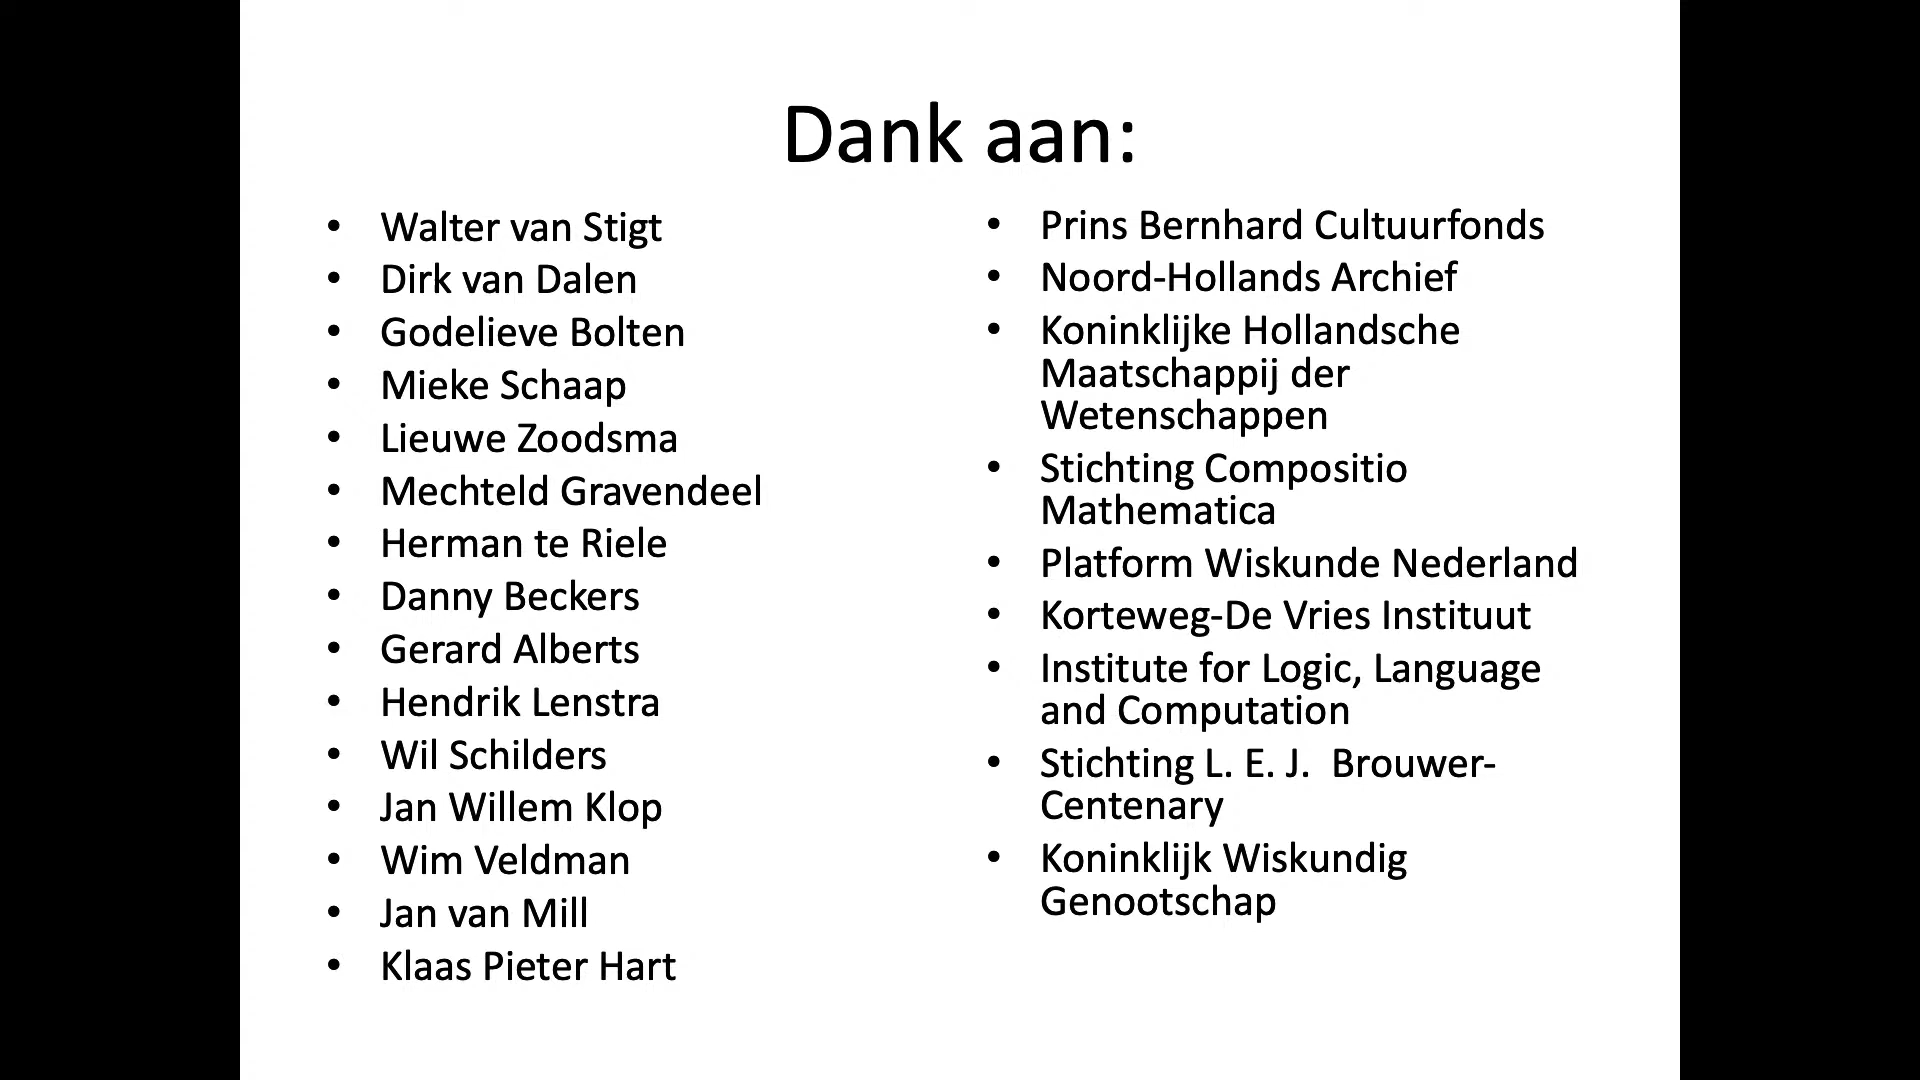 Dank aan:
• Walter van Stigt
• Dirk van Dalen
• Godelieve Bolten
• Mieke Schaap
• Lieuwe Zoodsma
• Mechteld Gravendeel
• Herman te Riele
• Danny Beckers
• Gerard Alberts
• Hendrik Lenstra
• Wil Schilders
• Jan Willem Klop
• Wim Veldman
• Jan van Mill
• Klaas Pieter Hart
• Prins Bernhard Cultuurfonds
• Noord-Hollands Archief
• Koninklijke Hollandsche
Maatschappij der
Wetenschappen
• Stichting Compositio
Mathematica
• Platform Wiskunde Nederland
• Korteweg-De Vries Instituut
• Institute for Logic, Language
and Computation
• Stichting L. E. J.  Brouwer-
Centenary
• Koninklijk Wiskundig
Genootschap